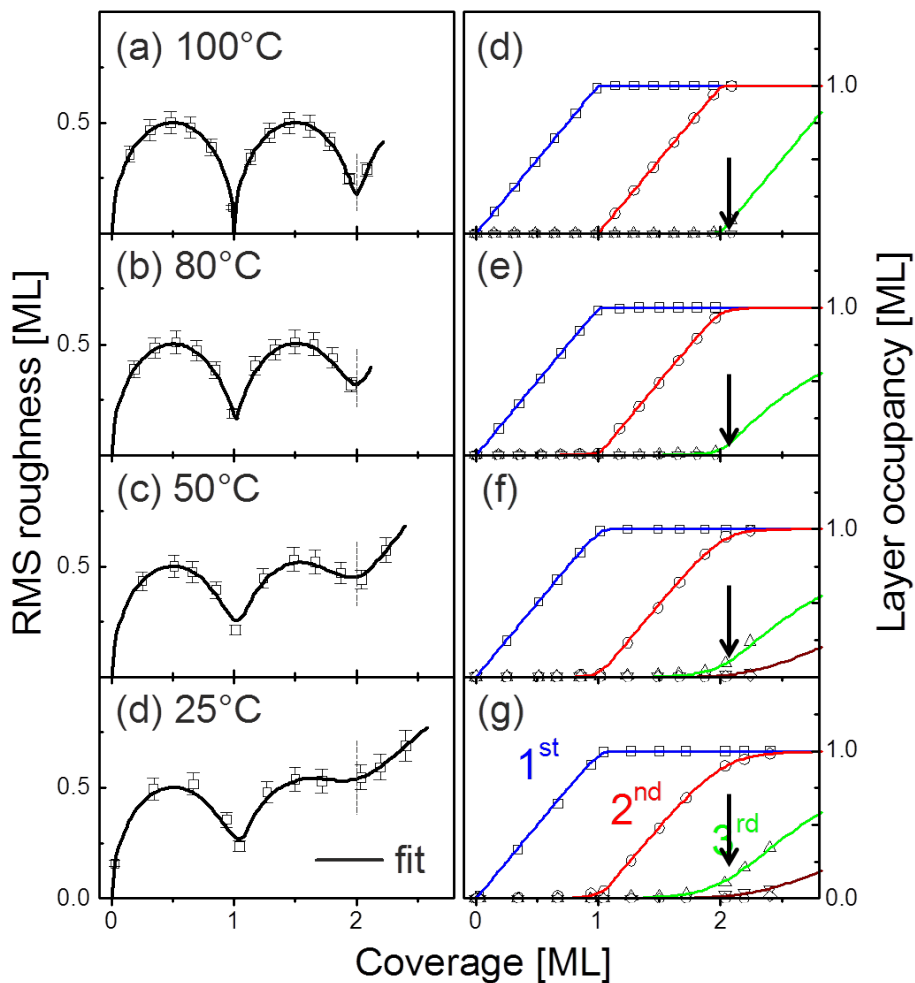 (a) 100°C
(d)
0.5
1.0
(b) 80°C
(e)
0.5
1.0
(c) 50°C
(f)
0.5
1.0
(d) 25°C
(g)
1st
2nd
3rd
0.5
1.0
fit
0.0
0.0
0 1 2
0 1 2
RMS roughness [ML]
Layer occupancy [ML]
Coverage [ML]